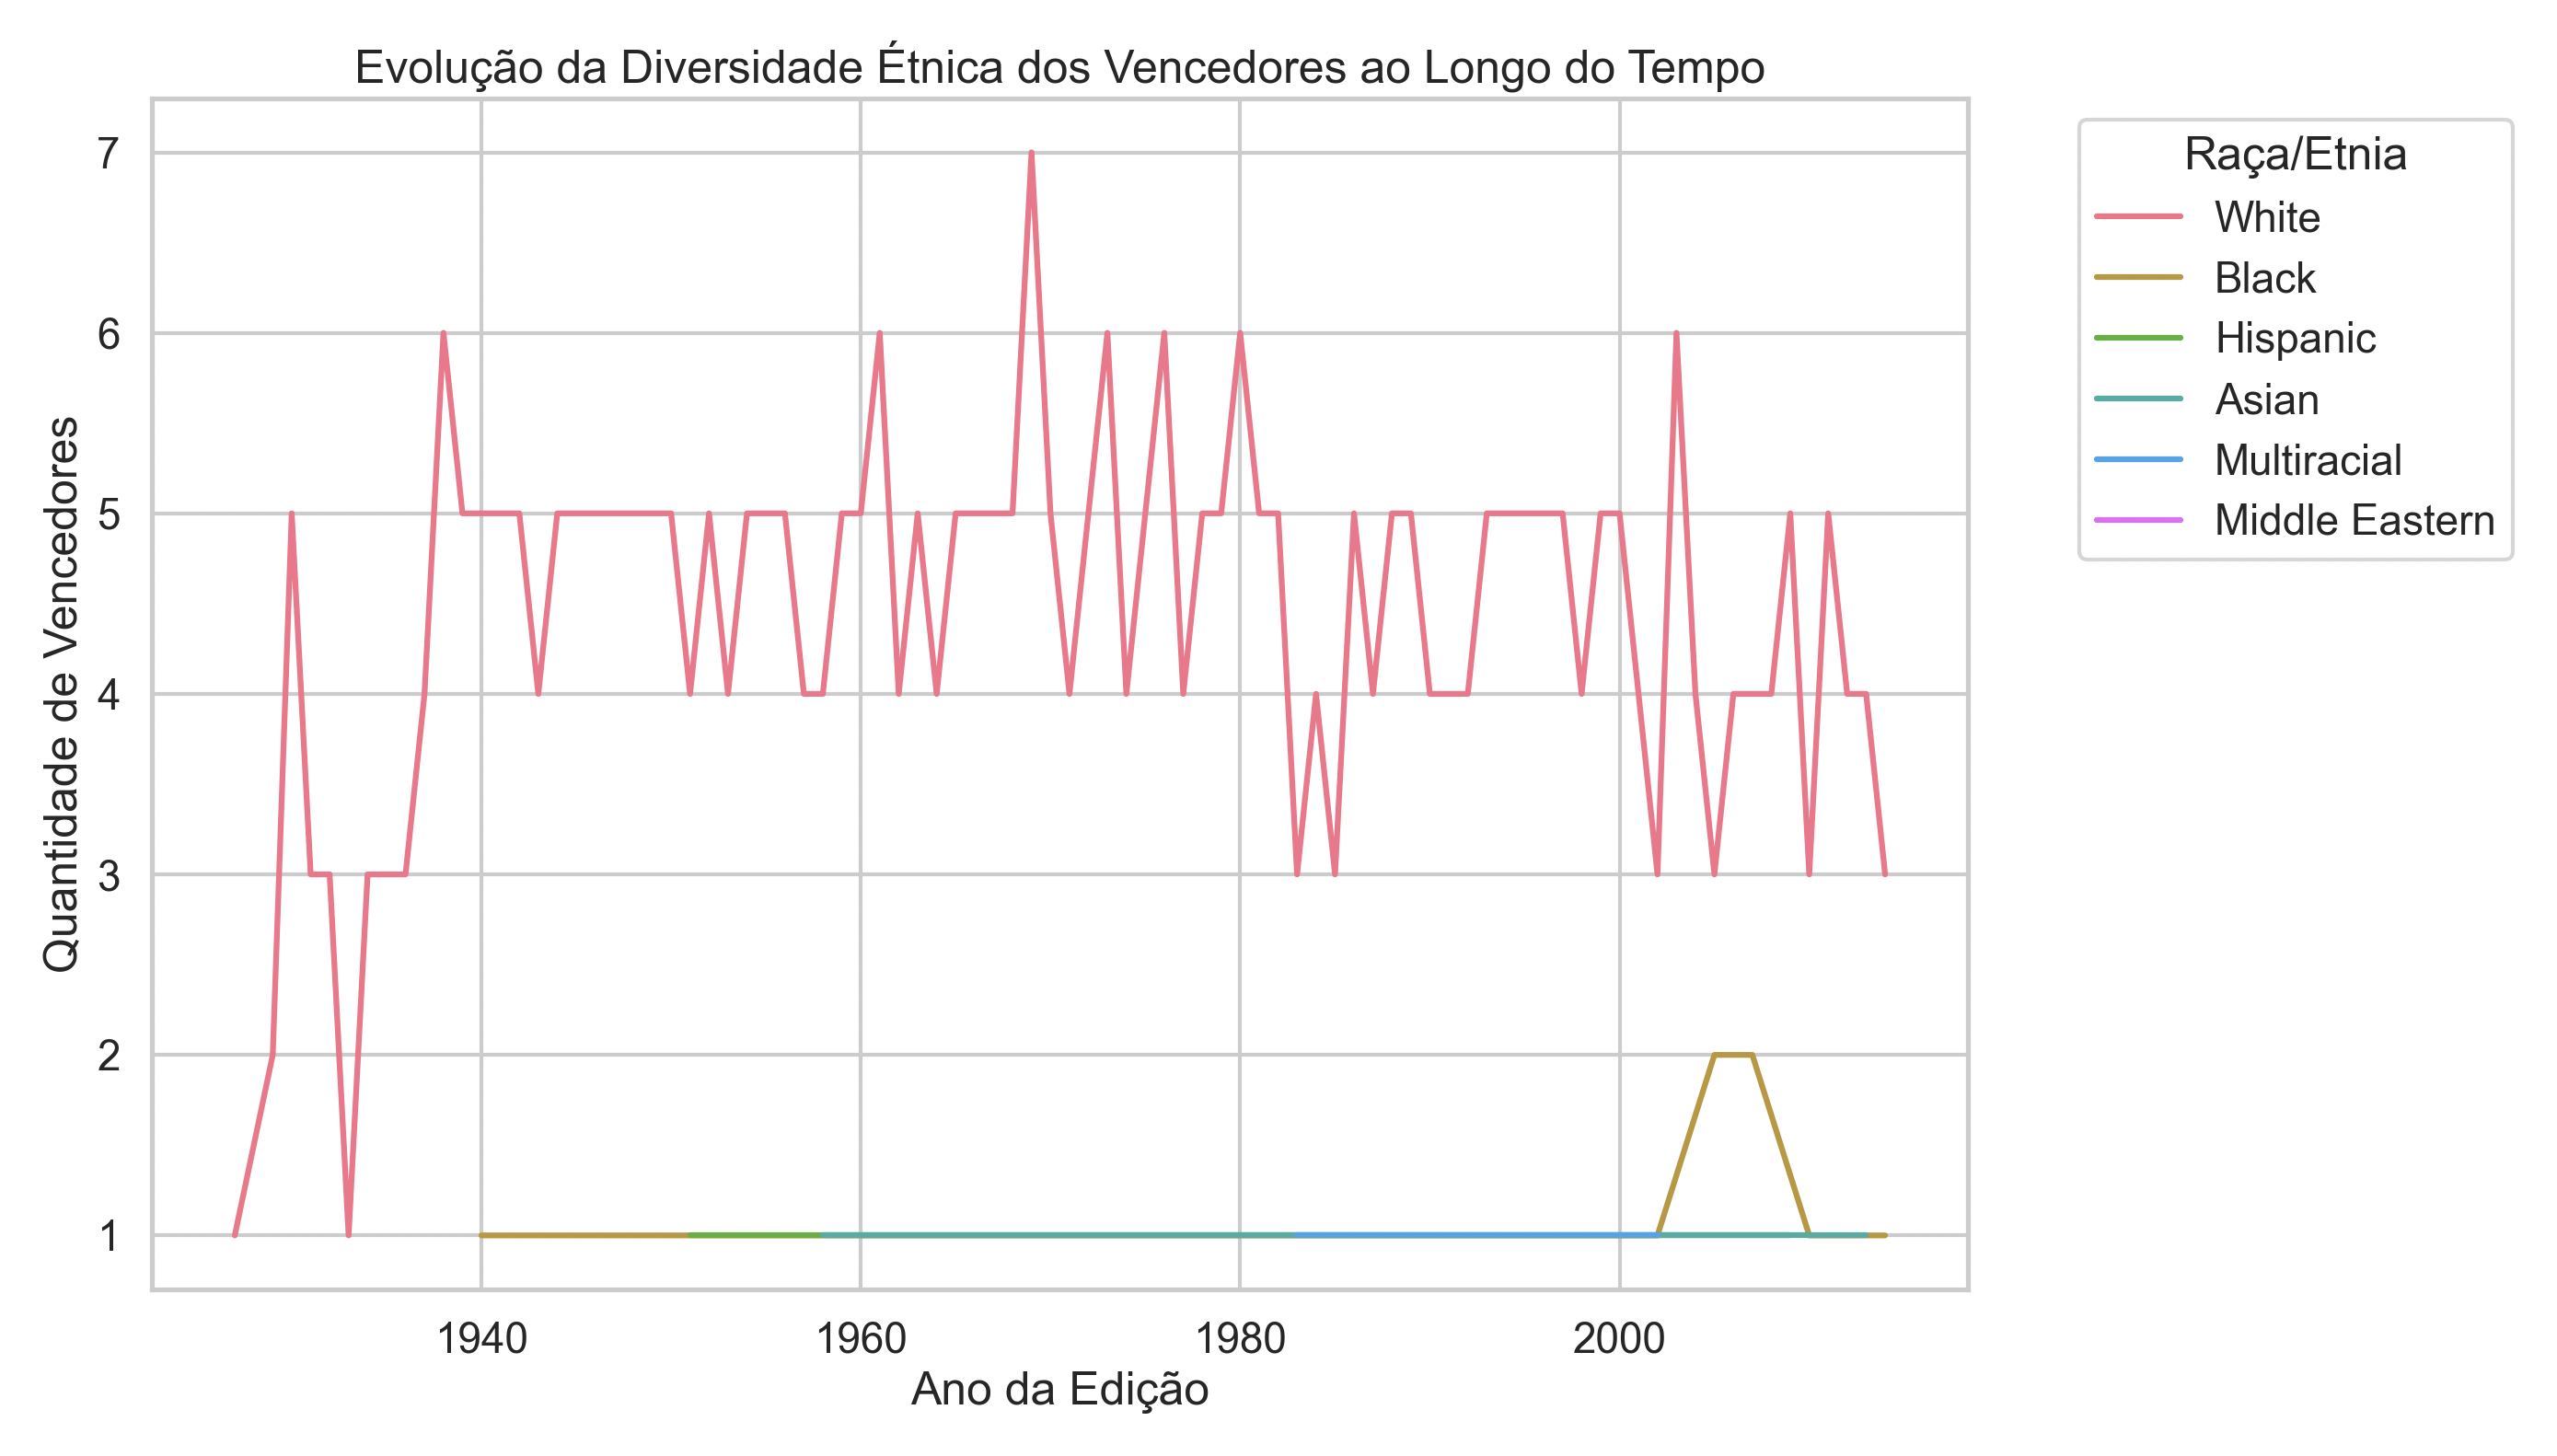 Evolução da Diversidade Étnica dos Vencedores ao Longo do Tempo
Quantidade de Vencedores
7
6
5
4
3
2
1
1940
1960
1980
2000
Ano da Edição
Raça/Etnia
White
Black
Hispanic
Asian
Multiracial
Middle Eastern